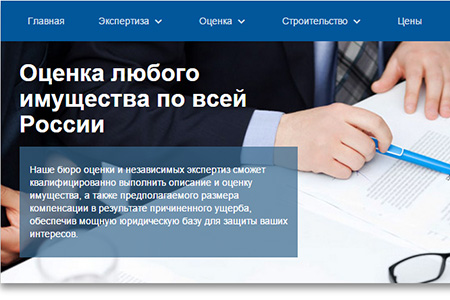 Главная Экспертиза Оценка Строительство Цены
Оценка любого
имущества по всей
России
Наше бюро оценки и независимых экспертиз сможет
квалифицированно выполнить описание и оценку
имущества, а также предполагаемого размера
компенсации в результате причиненного ущерба,
обеспечив мощную юридическую базу для защиты ваших
интересов.